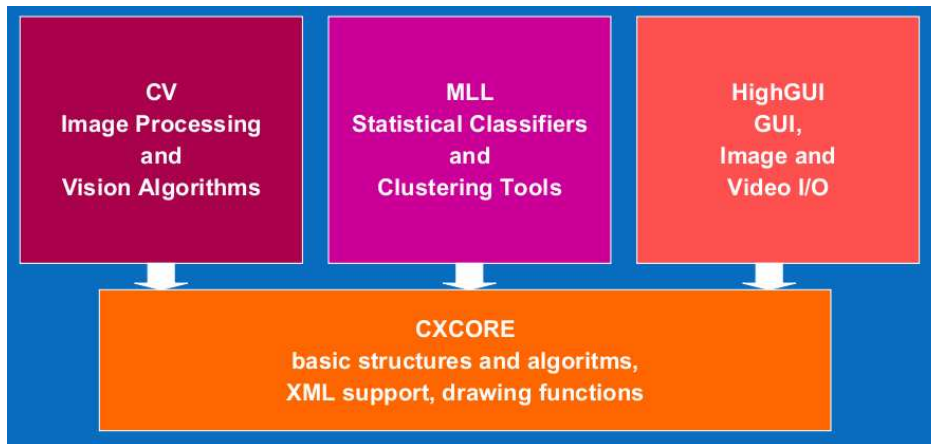 CV
Image Processing
and
Vision Algorithms
MLL
Statistical Classifiers
and
Clustering Tools
HighGUI
GUI,
Image and
Video I/O
CXCORE
basic structures and algoritms,
XML support, drawing functions